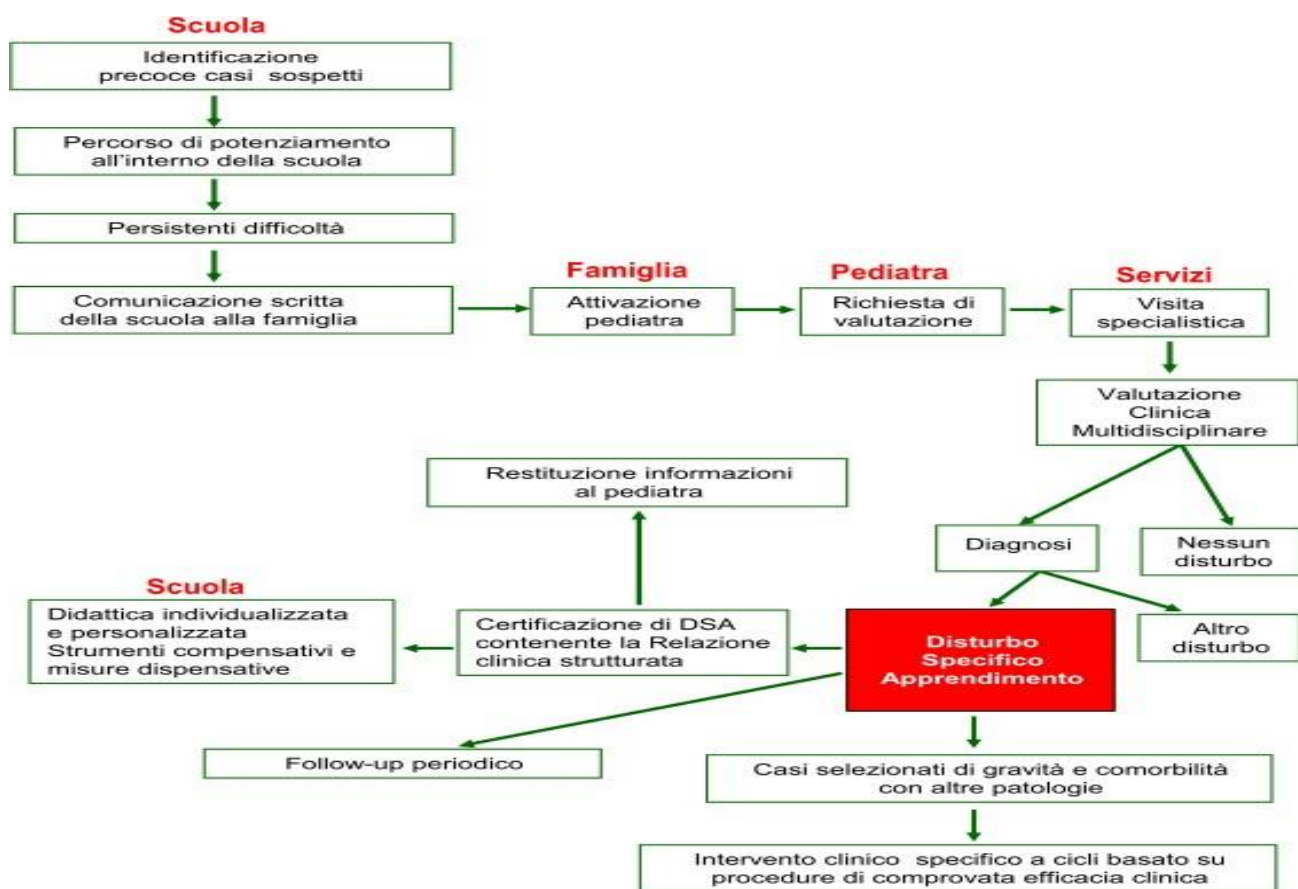 Scuola
Identificazione
precoce casi sospetti
Percorso di potenziamento
all'interno della scuola
Persistenti difficoltà
Comunicazione scritta
della scuola alla famiglia
Famiglia
Attivazione
pediatra
Pediatra
Richiesta di
valutazione
Servizi
Visita
specialistica
Valutazione
Clinica
Multidisciplinare
Diagnosi
Nessun
disturbo
Altro
disturbo
Disturbo
Specifico
Apprendimento
Restituzione informazioni
al pediatra
Certificazione di DSA
contenente la Relazione
clinica strutturata
Scuola
Didattica individualizzata
e personalizzata
Strumenti compensativi e
misure dispensative
Follow-up periodico
Casi selezionati di gravità e comorbilità
con altre patologie
Intervento clinico specifico a cicli basato su
procedure di comprovata efficacia clinica